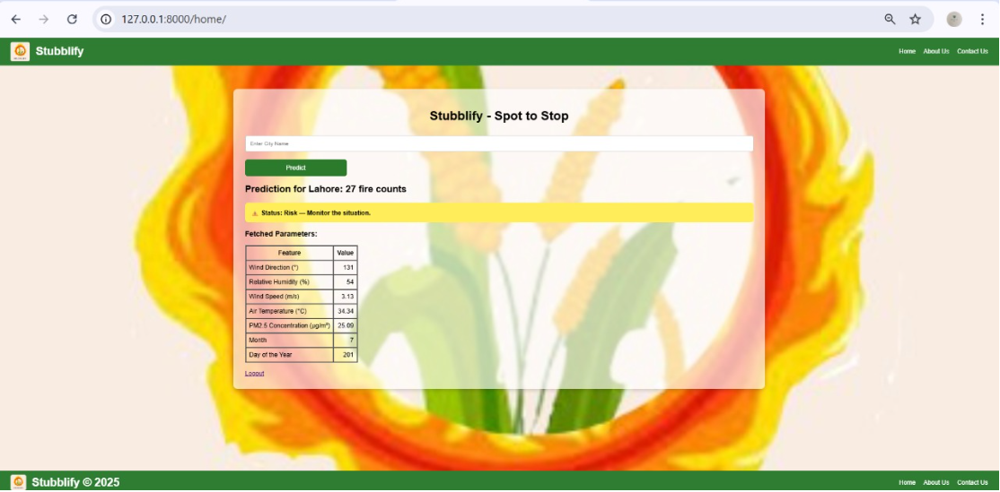 127.0.0.1:8000/home/
Stubblify
Home About Us Contact Us
Stubblify - Spot to Stop
Enter City Name
Predict
Prediction for Lahore: 27 fire counts
⚠ Status: Risk — Monitor the situation.
Fetched Parameters:
Feature Value
Wind Direction (°) 131
Relative Humidity (%) 54
Wind Speed (m/s) 3.13
Air Temperature (°C) 34.34
PM2.5 Concentration (µg/m³) 25.09
Month 7
Day of the Year 201
Logout
Stubblify © 2025
Home About Us Contact Us